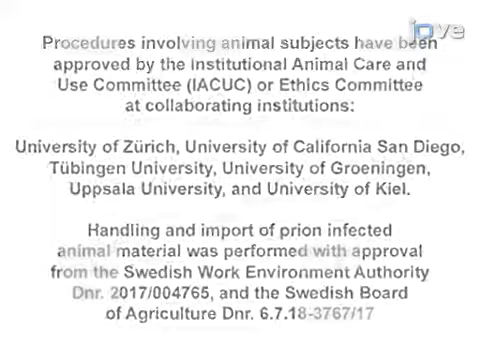 jove
Procedures involving animal subjects have been
approved by the Institutional Animal Care and
Use Committee (IACUC) or Ethics Committee
at collaborating institutions:
University of Zürich, University of California San Diego,
Tübingen University, University of Groeningen,
Uppsala University, and University of Kiel.
Handling and import of prion infected
animal material was performed with approval
from the Swedish Work Environment Authority
Dnr. 2017/004765, and the Swedish Board
of Agriculture Dnr. 6.7.18-3767/17